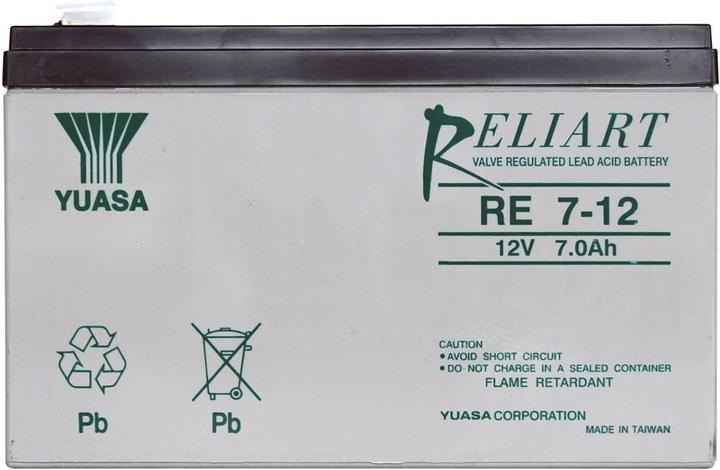 YUASA
RELIART
VALVE REGULATED LEAD ACID BATTERY
RE 7-12
12V 7.0Ah
Pb
Pb
CAUTION
• AVOID SHORT CIRCUIT
• DO NOT CHARGE IN A SEALED CONTAINER
FLAME RETARDANT
YUASA CORPORATION
MADE IN TAIWAN